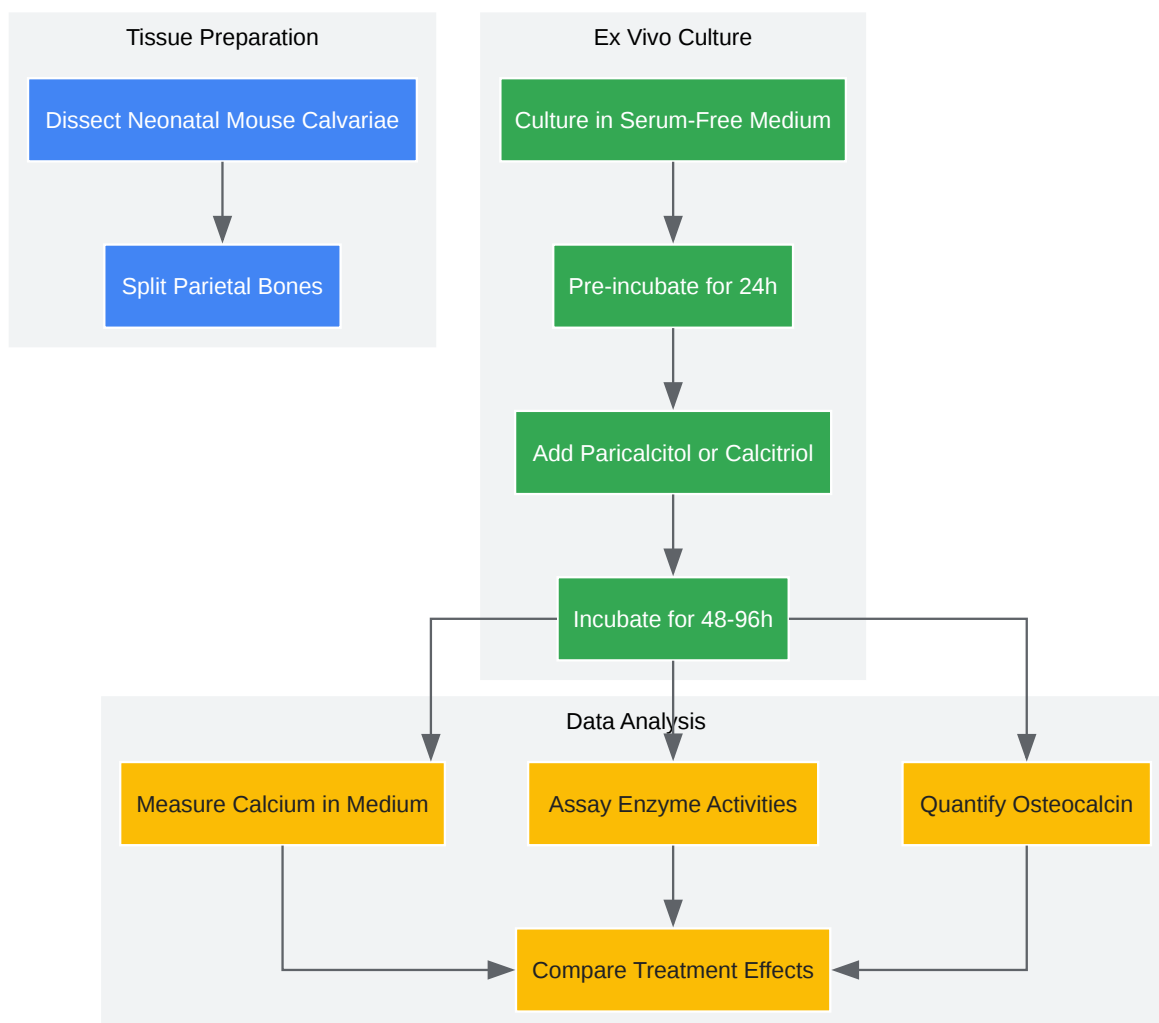 Tissue Preparation
Dissect Neonatal Mouse Calvariae
Split Parietal Bones
Ex Vivo Culture
Culture in Serum-Free Medium
Pre-incubate for 24h
Add Paricalcitol or Calcitriol
Incubate for 48-96h
Data Analysis
Measure Calcium in Medium
Assay Enzyme Activities
Quantify Osteocalcin
Compare Treatment Effects